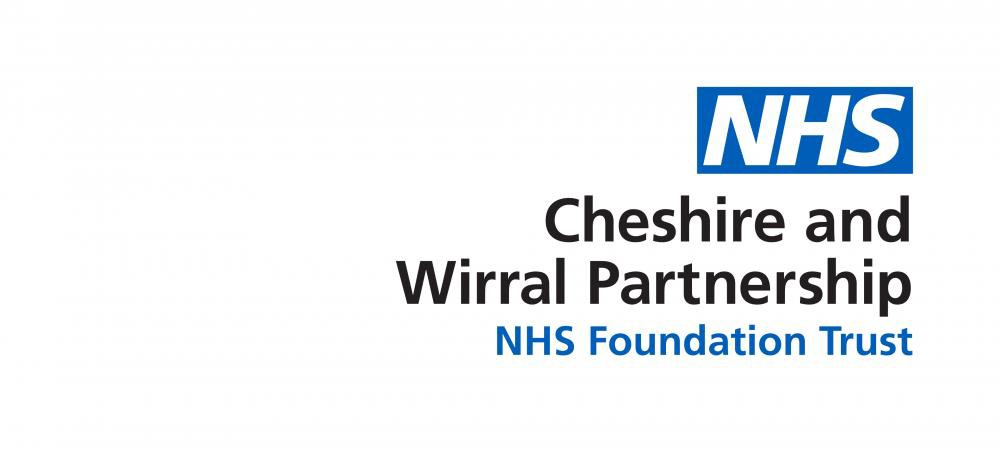 NHS
Cheshire and
Wirral Partnership
NHS Foundation Trust